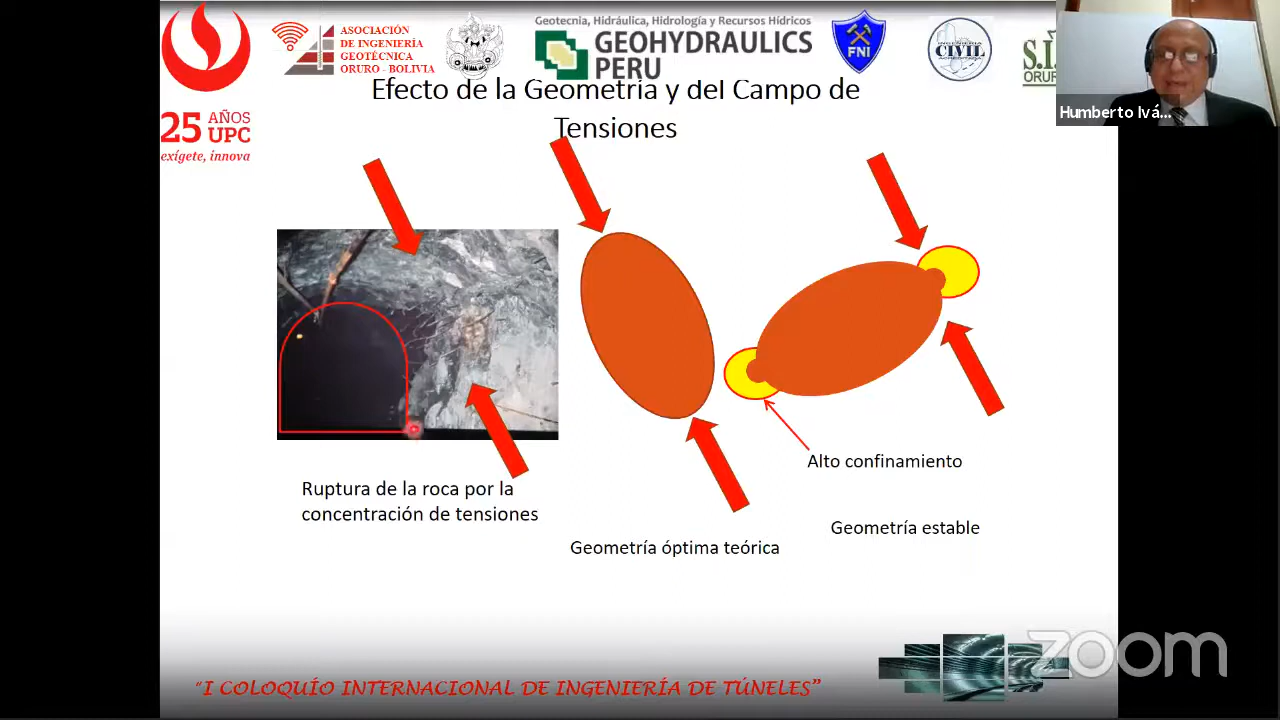 25 AÑOS UPC
exígete, innova
ASOCIACIÓN
DE INGENIERÍA
GEOTÉCNICA
ORURO - BOLIVIA
Geotecnia, Hidráulica, Hidrología y Recursos Hídricos
GEOHYDRAULICS
PERU
FNI
CIVIL
S.I
ORUR
Humberto Ivá...
Efecto de la Geometría y del Campo de
Tensiones
Ruptura de la roca por la
concentración de tensiones
Geometría óptima teórica
Alto confinamiento
Geometría estable
"I COLOQUÍO INTERNACIONAL DE INGENIERÍA DE TÚNELES"
zoom